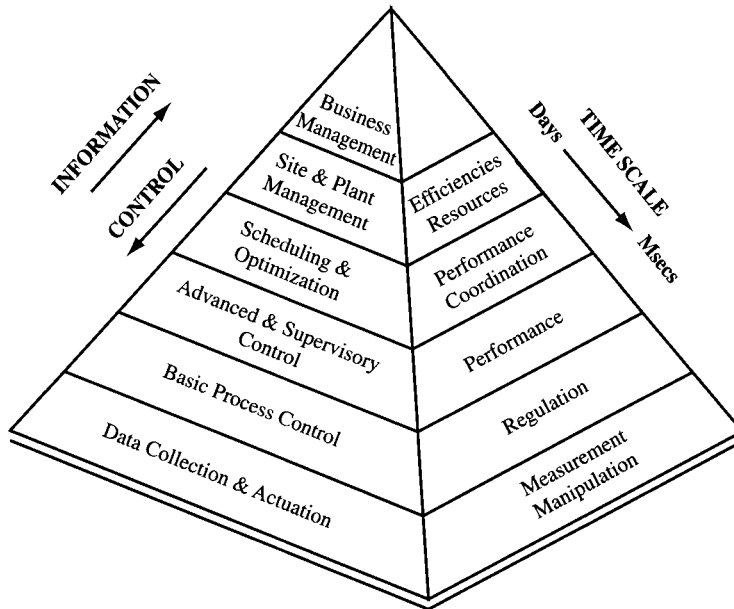 INFORMATION
CONTROL
Business
Management
Site & Plant
Management
Scheduling &
Optimization
Advanced & Supervisory
Control
Basic Process Control
Data Collection & Actuation
Efficiencies
Resources
Performance
Coordination
Performance
Regulation
Measurement
Manipulation
TIME SCALE
Days
Msecs